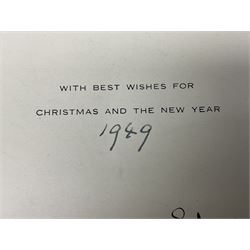 WITH BEST WISHES FOR
CHRISTMAS AND THE NEW YEAR
1949